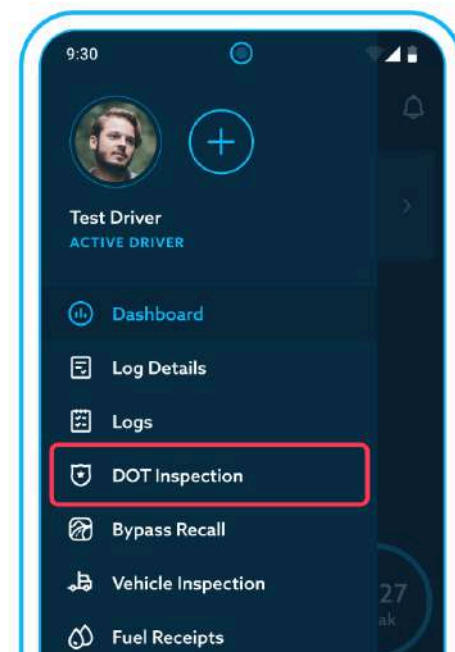 9:30
Test Driver
ACTIVE DRIVER
Dashboard
Log Details
Logs
DOT Inspection
Bypass Recall
Vehicle Inspection
27
ak
Fuel Receipts